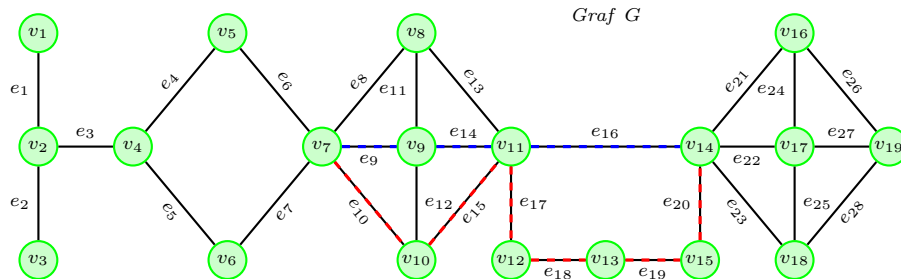 Graf G
v1 v5 v8 v16
e1 e4 e6 e8 e11 e13 e21 e24 e26
v2 e3 v4 v7 e9 v9 e14 v11 e16 v14 e22 v17 e27 v19
e2 e5 e7 e10 e12 e15 e17 e20 e23 e25 e28
v3 v6 v10 v12 e18 v13 e19 v15 v18